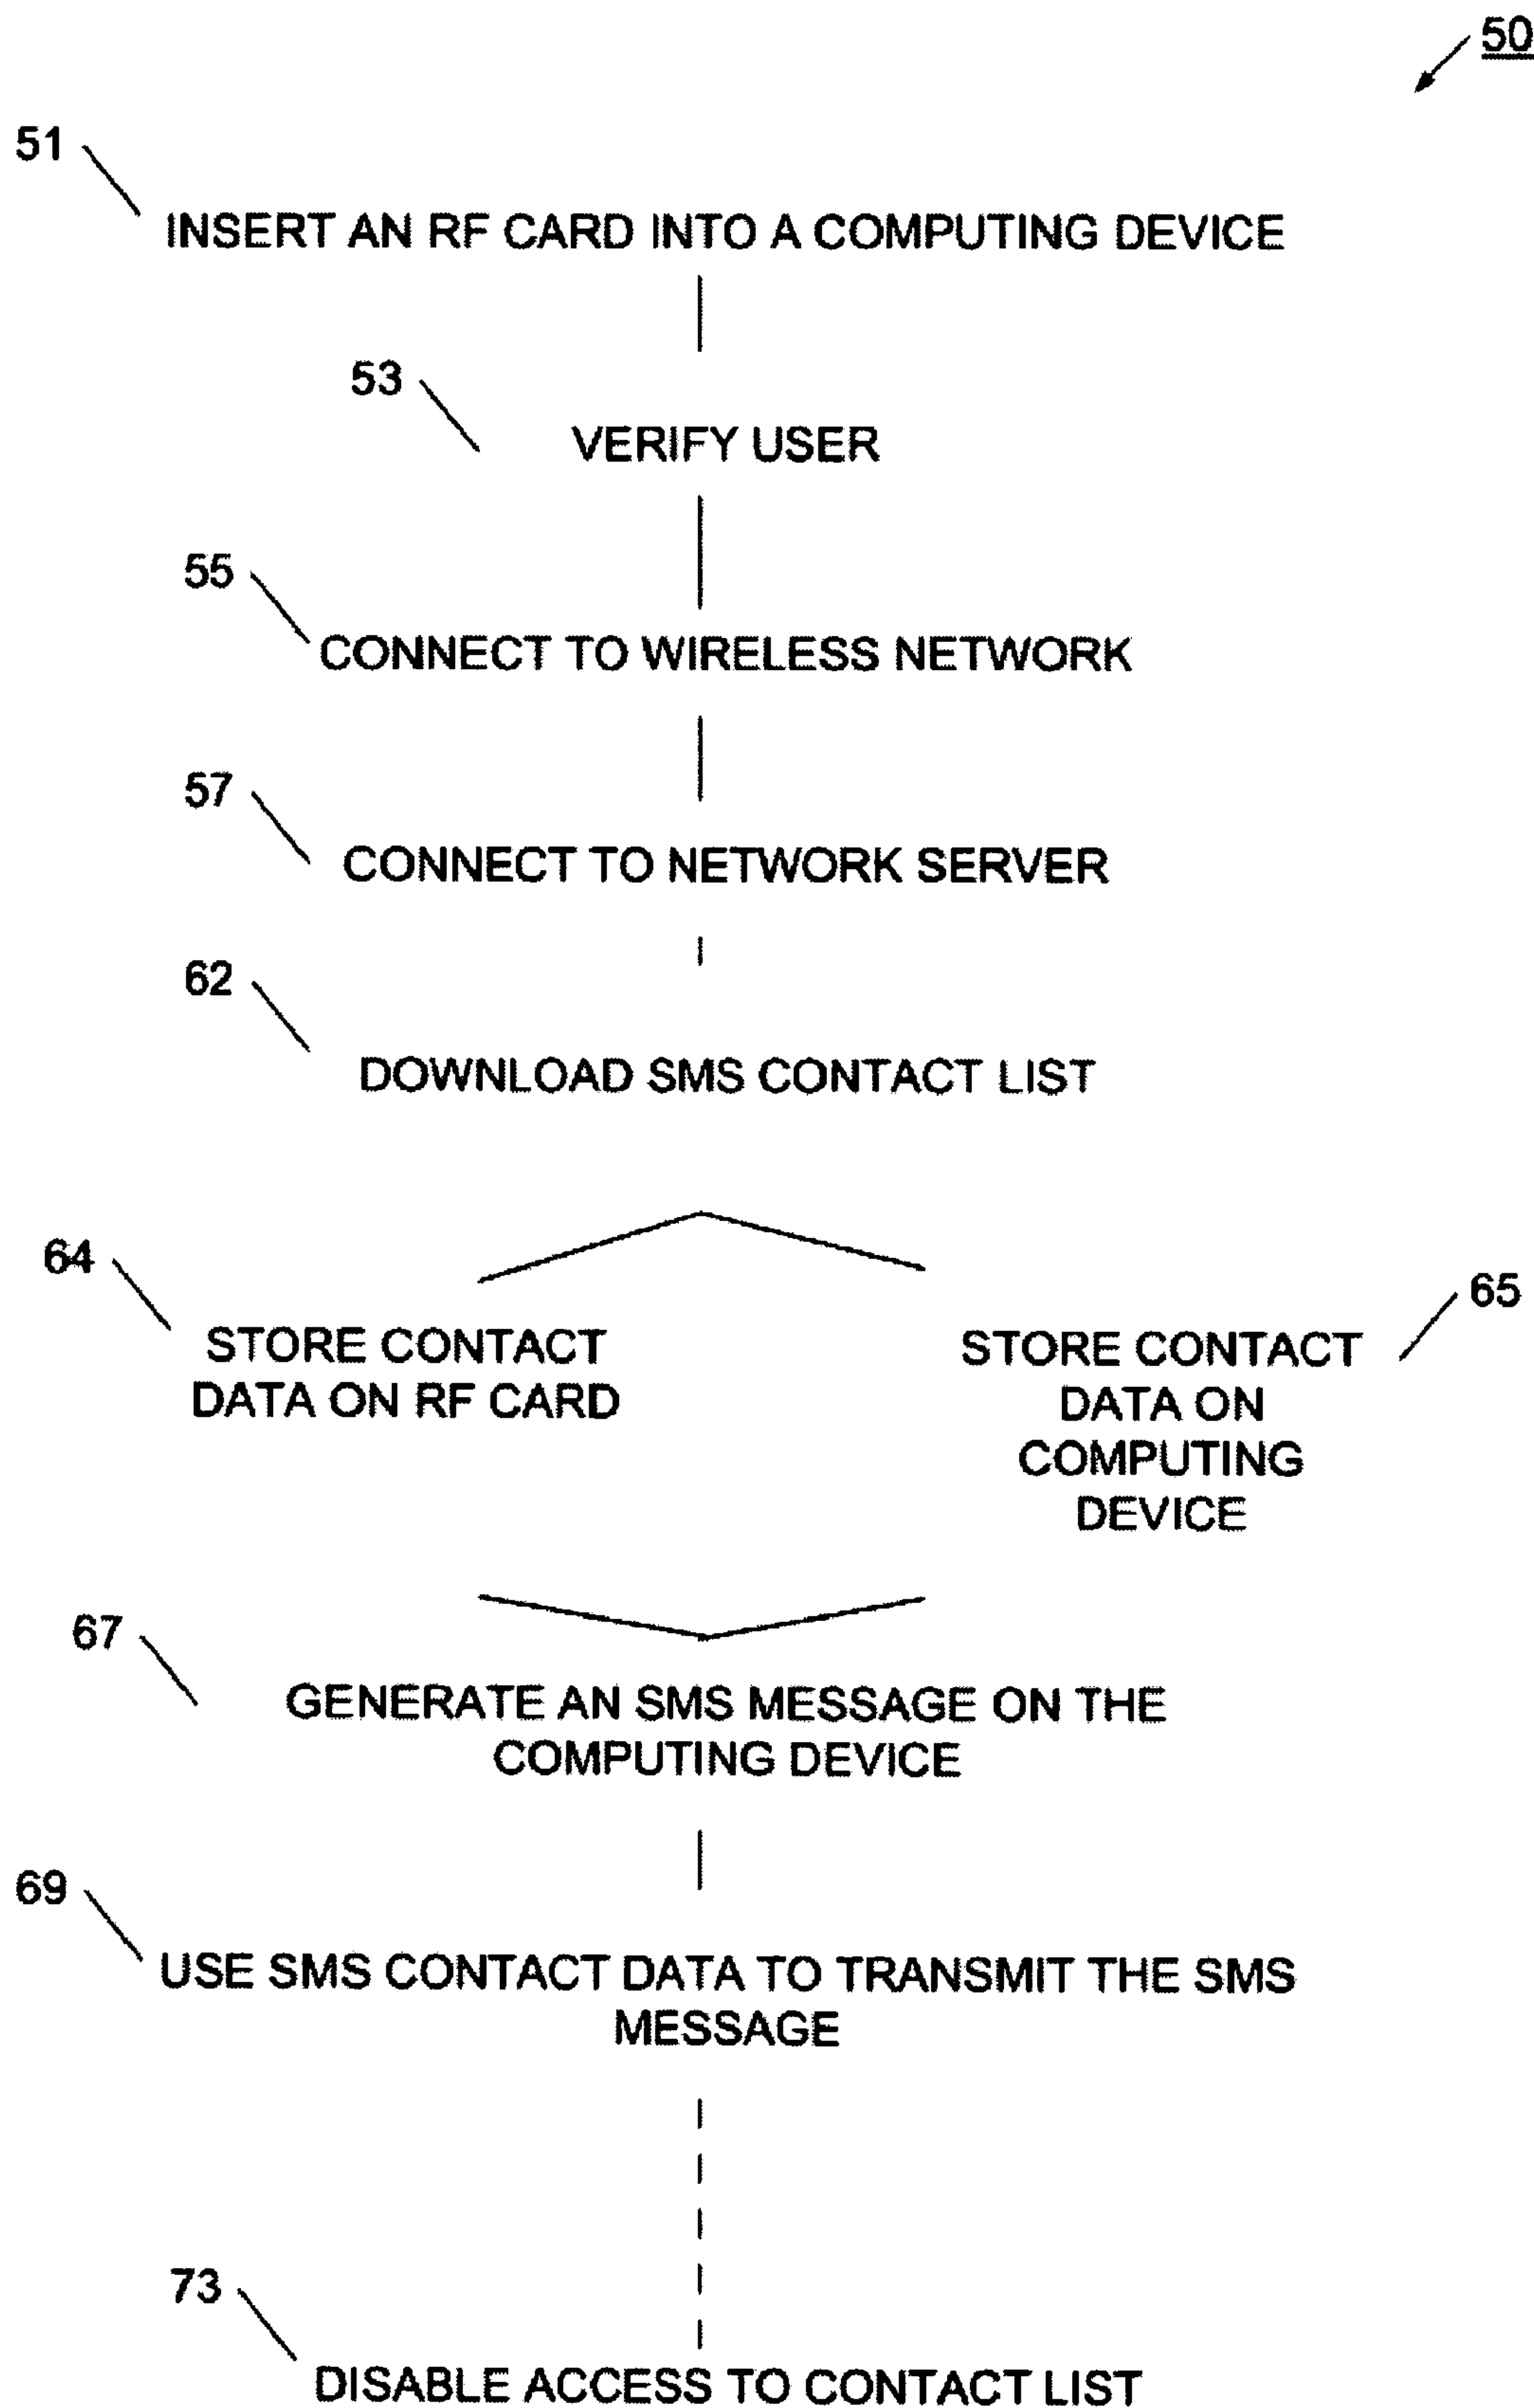 50
51
INSERT AN RF CARD INTO A COMPUTING DEVICE
53
VERIFY USER
55
CONNECT TO WIRELESS NETWORK
57
CONNECT TO NETWORK SERVER
62
DOWNLOAD SMS CONTACT LIST
64
STORE CONTACT
DATA ON RF CARD
65
STORE CONTACT
DATA ON
COMPUTING
DEVICE
67
GENERATE AN SMS MESSAGE ON THE
COMPUTING DEVICE
69
USE SMS CONTACT DATA TO TRANSMIT THE SMS
MESSAGE
73
DISABLE ACCESS TO CONTACT LIST